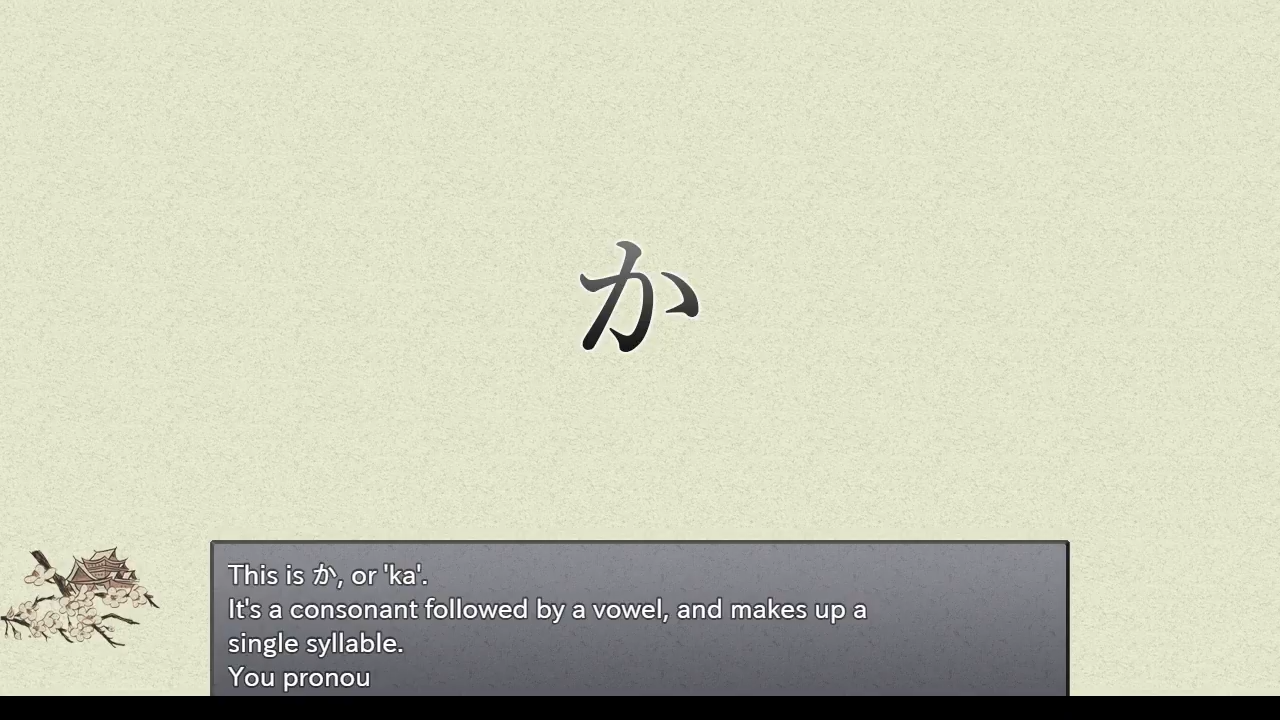 か
This is か, or 'ka'.
It's a consonant followed by a vowel, and makes up a
single syllable.
You pronou